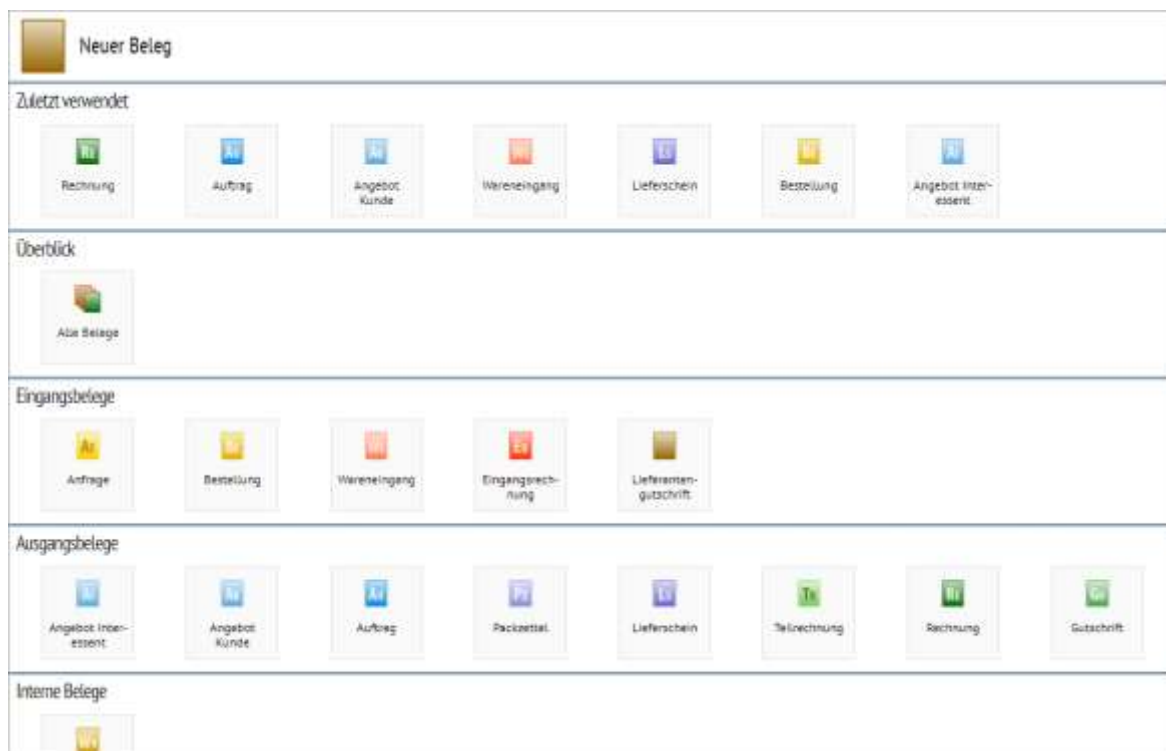 Neuer Beleg
Zuletzt verwendet
Rechnung
Auftrag
Angebot
Kunde
Wareneingang
Lieferschein
Bestellung
Angebot Inter-
essent
Überblick
Alle Belege
Eingangsbelege
Ar
Anfrage
Bestellung
Wareneingang
Eingangsrech-
nung
Lieferanten-
gutschrift
Ausgangsbelege
Angebot Inter-
essent
Angebot
Kunde
Auftrag
Packzettel
Lieferschein
Teilrechnung
Rechnung
Gutschrift
Interne Belege